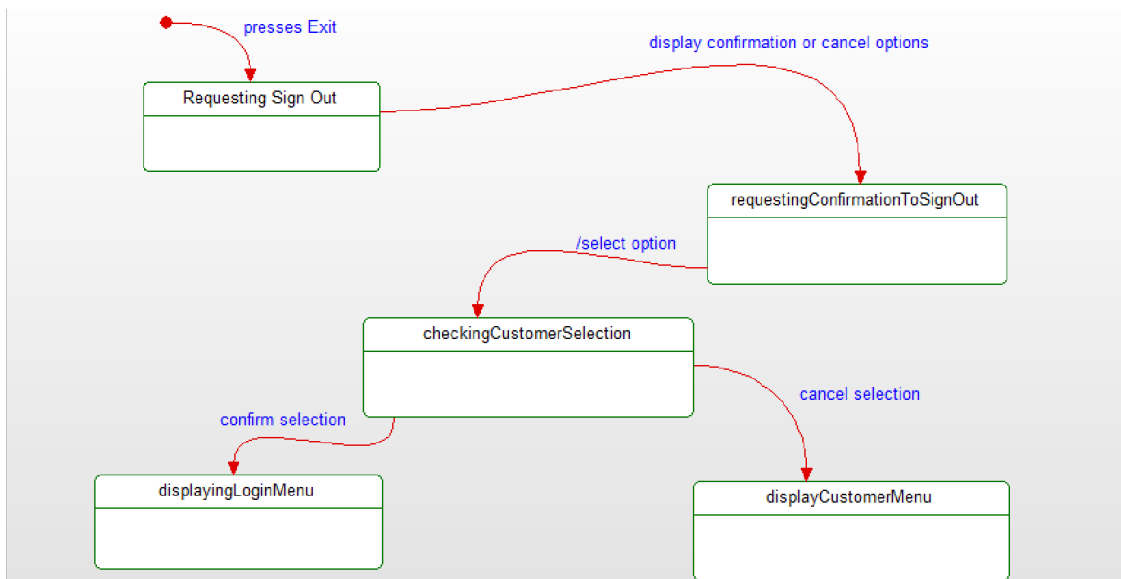 presses Exit
display confirmation or cancel options
Requesting Sign Out
requestingConfirmationToSignOut
/select option
checkingCustomerSelection
cancel selection
confirm selection
displayingLoginMenu
displayCustomerMenu